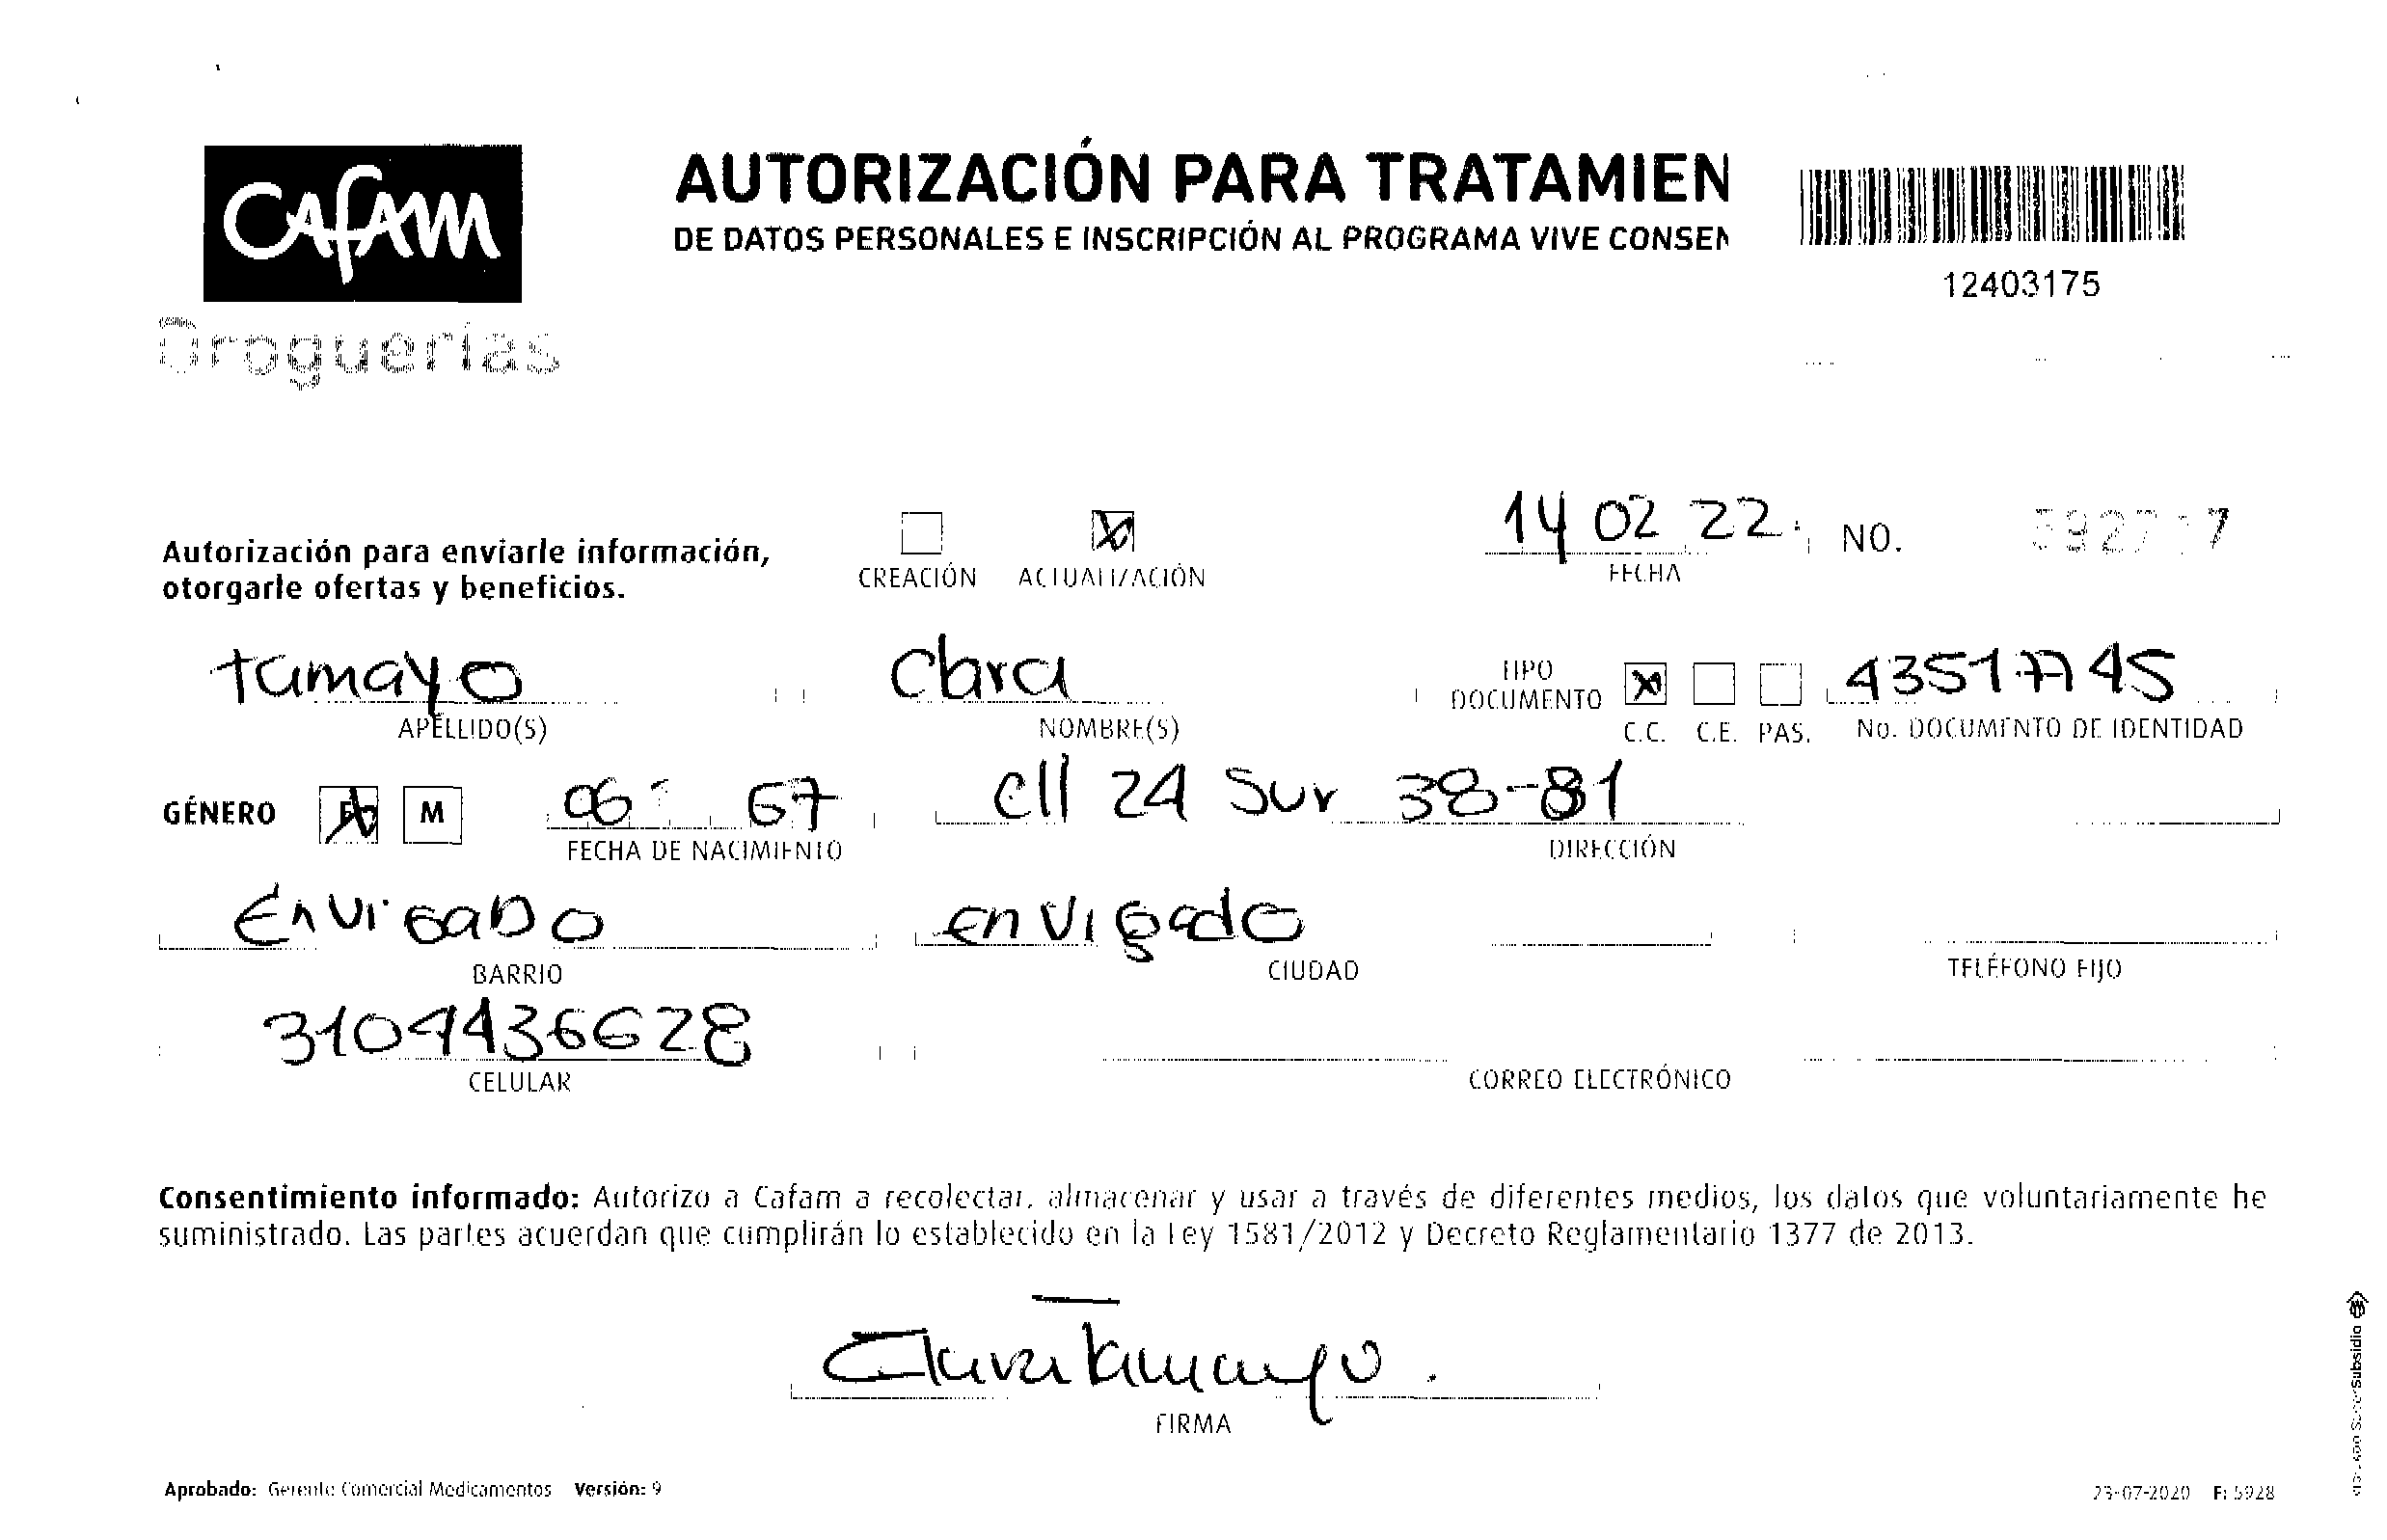 CAFAM
Droguerías
AUTORIZACIÓN PARA TRATAMIEN
DE DATOS PERSONALES E INSCRIPCIÓN AL PROGRAMA VIVE CONSEN
12403175
Autorización para enviarle información,
otorgarle ofertas y beneficios.
CREACIÓN ACTUALIZACIÓN
14 02 22
FECHA
NO.
Tamayo Clara
APELLIDO(S) NOMBRE(S)
TIPO
DOCUMENTO
43517745
C.C. C.E. PAS. No. DOCUMENTO DE IDENTIDAD
GÉNERO F M 06 67 Cll 24 Sur 38-81
FECHA DE NACIMIENTO DIRECCIÓN
EnvigaDo envigado
BARRIO CIUDAD TELÉFONO FIJO
3104436628
CELULAR CORREO ELECTRÓNICO
Consentimiento informado: Autorizo a Cafam a recolectar, almacenar y usar a través de diferentes medios, los datos que voluntariamente he
suministrado. Las partes acuerdan que cumplirán lo establecido en la Ley 1581/2012 y Decreto Reglamentario 1377 de 2013.
Clara Tamayo.
FIRMA
Aprobado: Gerente Comercial Medicamentos Versión: 9
23-07-2020 F: 5928
Subsidio